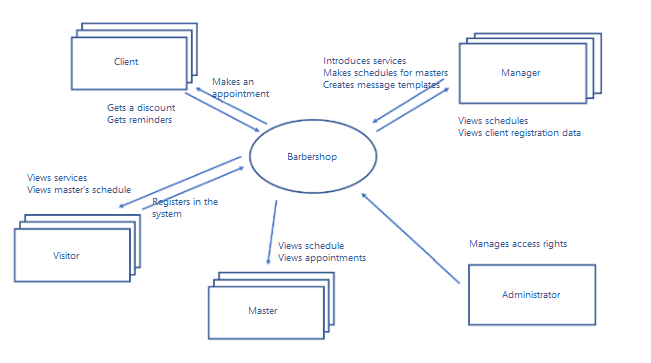 Client
Makes an
appointment
Gets a discount
Gets reminders
Introduces services
Makes schedules for masters
Creates message templates
Manager
Views schedules
Views client registration data
Barbershop
Views services
Views master's schedule
Registers in the
system
Visitor
Views schedule
Views appointments
Master
Manages access rights
Administrator